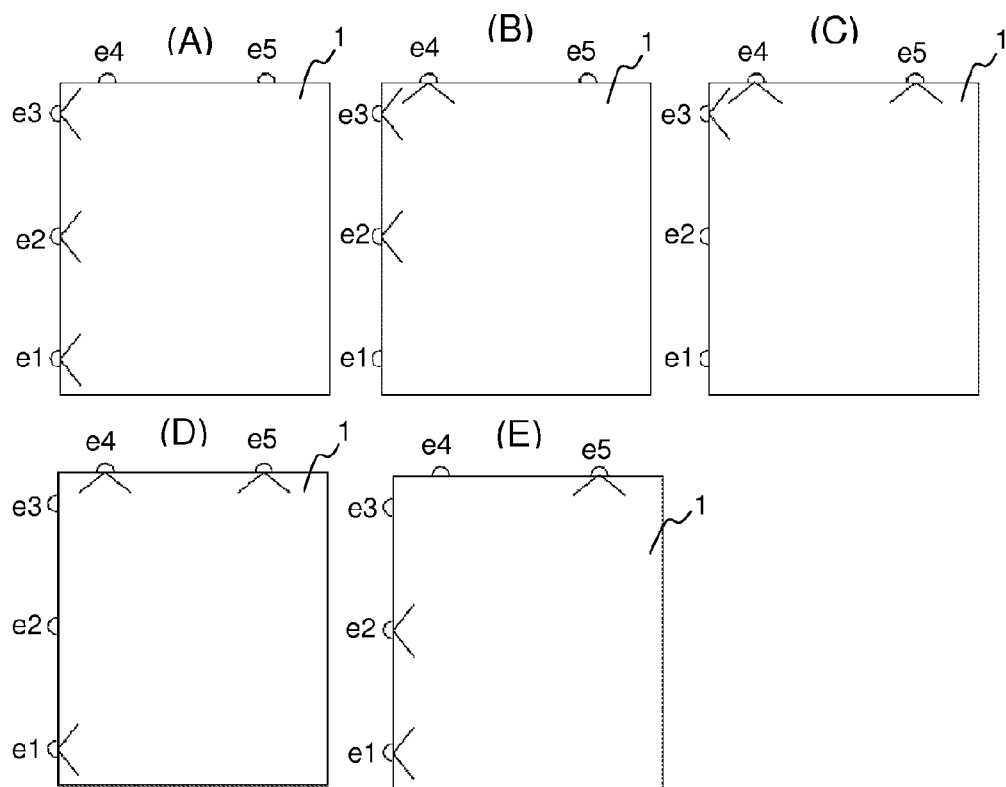 (A) (B) (C)
e4 e5 1 e4 e5 1 e4 e5 1
e3 e3 e3
e2 e2 e2
e1 e1 e1
(D) (E)
e4 e5 1 e4 e5
e3 e3 1
e2 e2
e1 e1